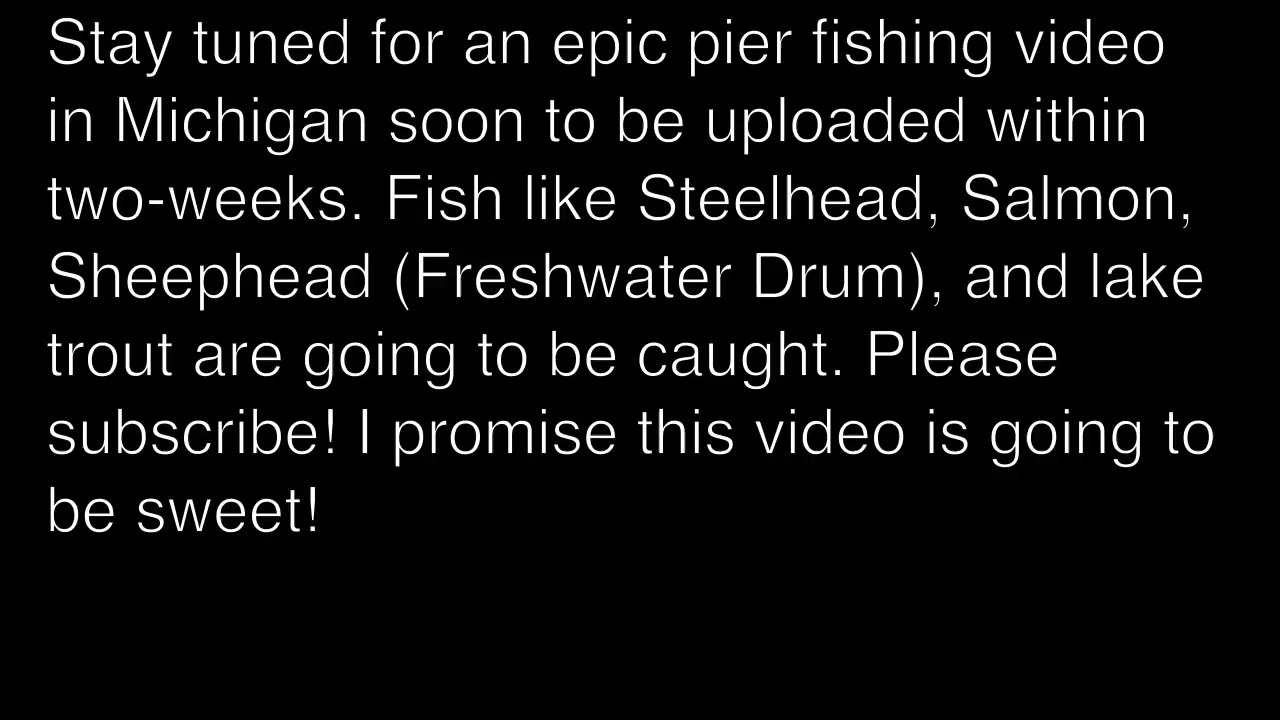 Stay tuned for an epic pier fishing video
in Michigan soon to be uploaded within
two-weeks. Fish like Steelhead, Salmon,
Sheephead (Freshwater Drum), and lake
trout are going to be caught. Please
subscribe! I promise this video is going to
be sweet!